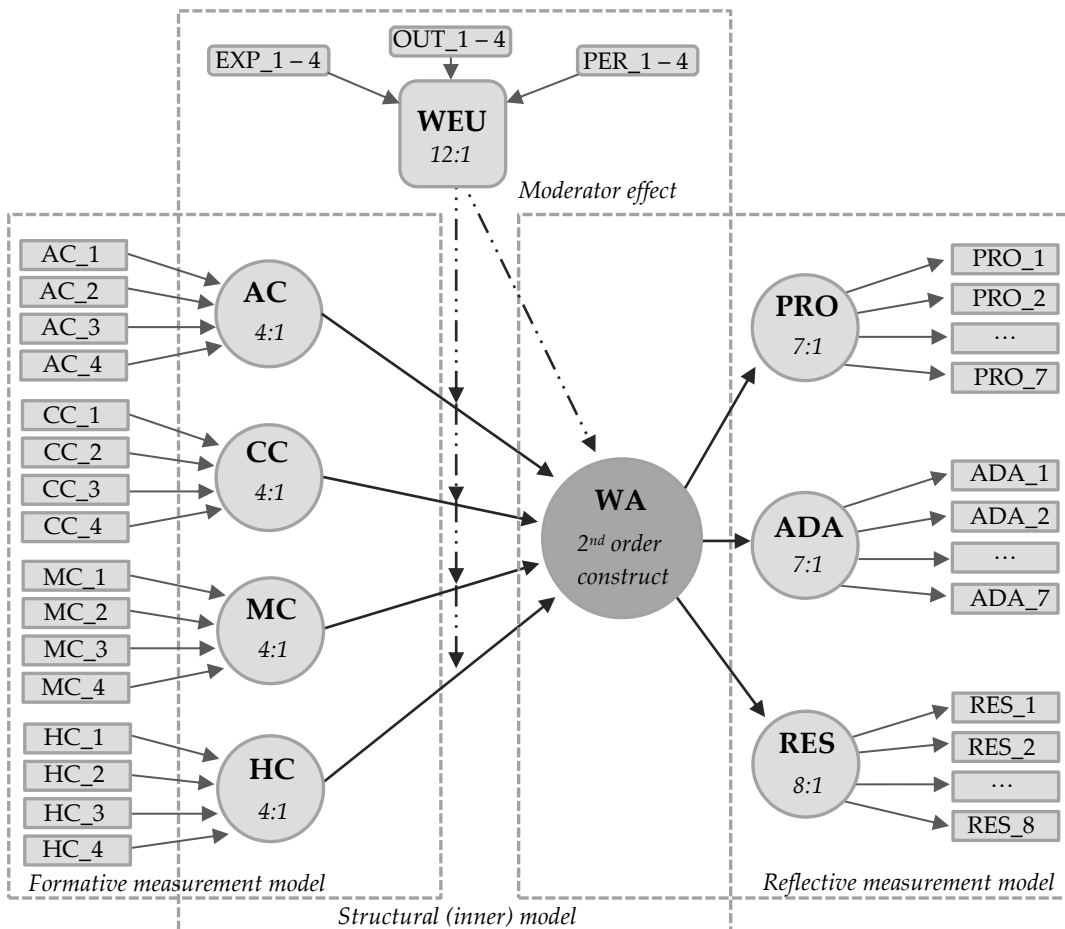 OUT_1 – 4
EXP_1 – 4
PER_1 – 4
WEU
12:1
Moderator effect
AC_1
AC_2
AC_3
AC_4
AC
4:1
CC_1
CC_2
CC_3
CC_4
CC
4:1
MC_1
MC_2
MC_3
MC_4
MC
4:1
HC_1
HC_2
HC_3
HC_4
HC
4:1
WA
2nd order
construct
PRO
7:1
PRO_1
PRO_2
…
PRO_7
ADA
7:1
ADA_1
ADA_2
…
ADA_7
RES
8:1
RES_1
RES_2
…
RES_8
Formative measurement model
Reflective measurement model
Structural (inner) model